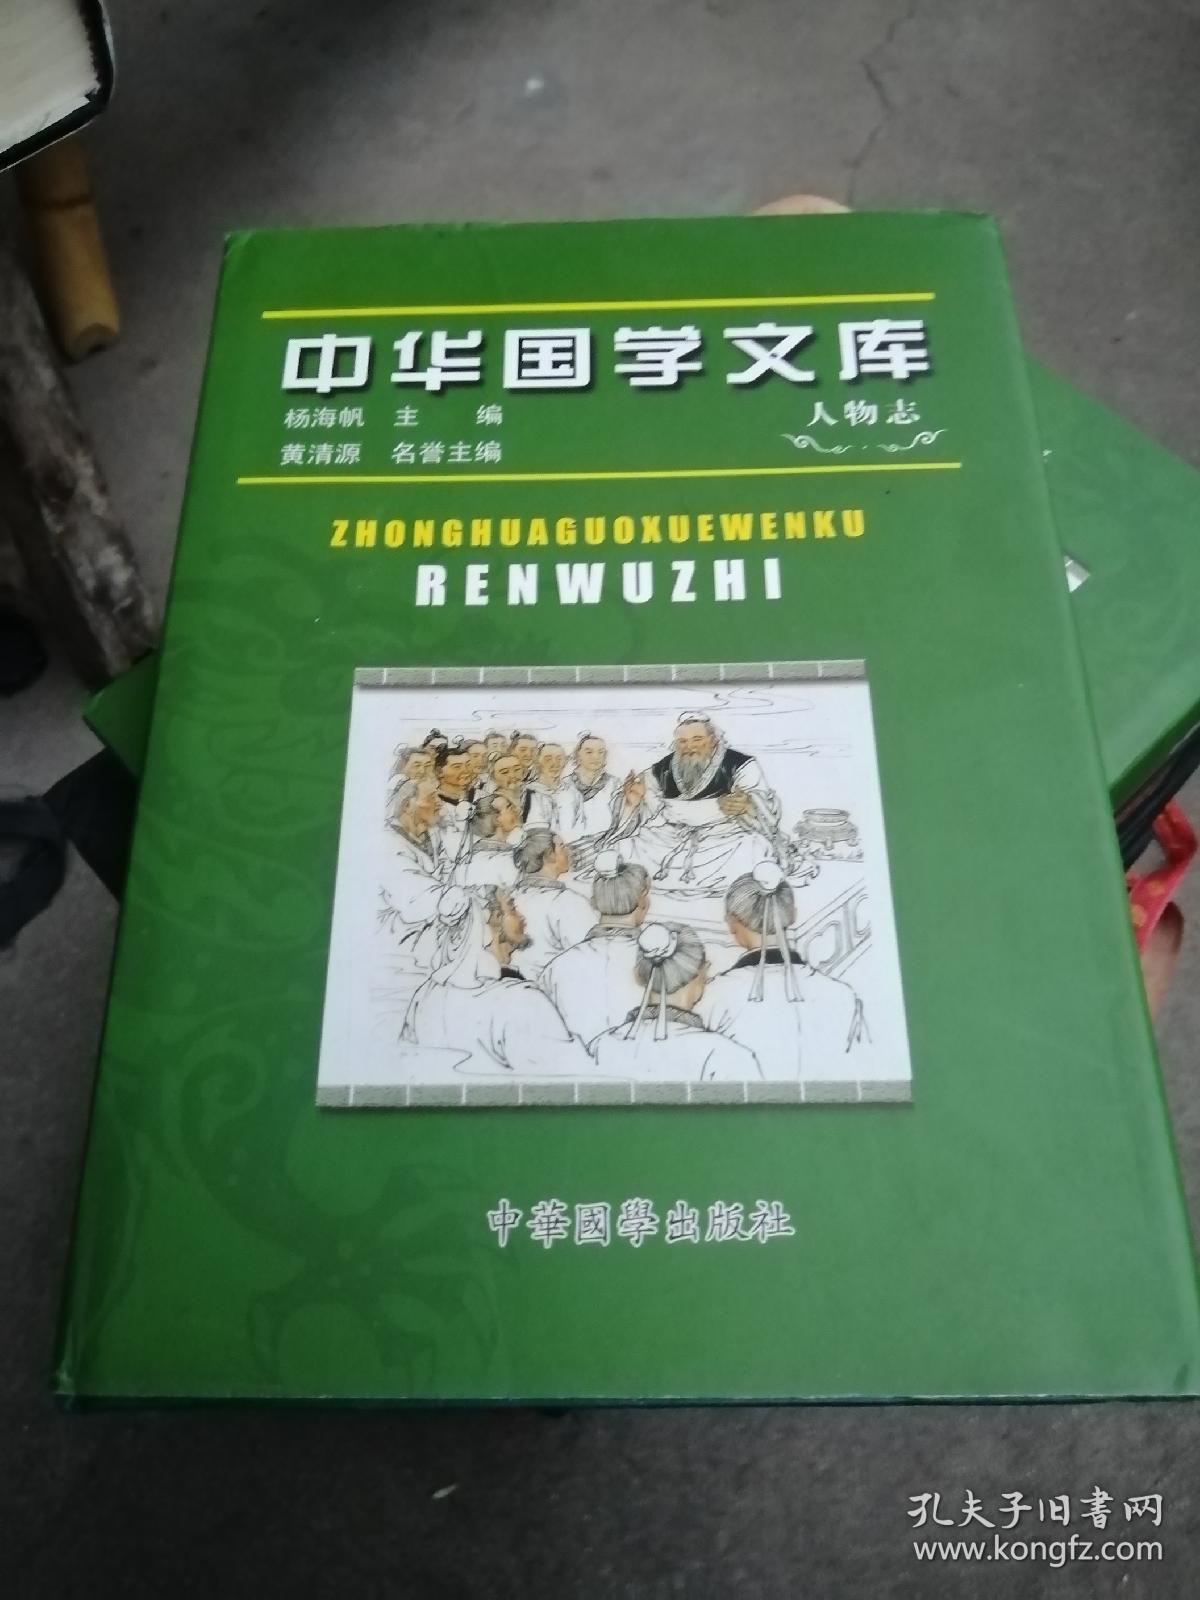 中华国学文库
杨海帆 主 编
人物志
黄清源 名誉主编
ZHONGHUAGUOXUEWENKU
RENWUZHI
中華國學出版社
孔夫子旧书网
www.kongfz.com